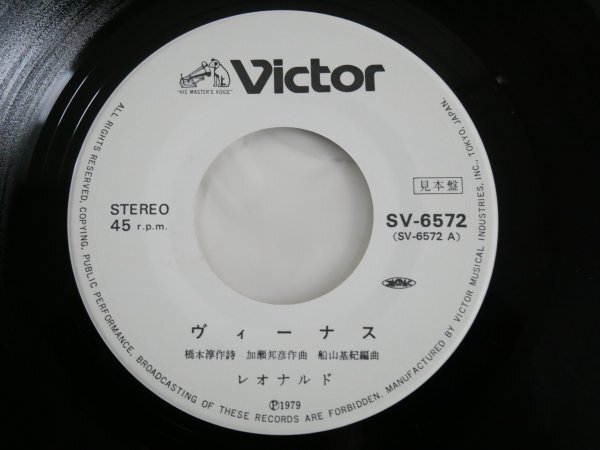 "HIS MASTER'S VOICE"
Victor
ALL RIGHTS RESERVED, COPYING, PUBLIC PERFORMANCE, BROADCASTING OF THESE RECORDS ARE FORBIDDEN. MANUFACTURED BY VICTOR MUSICAL INDUSTRIES, INC., TOKYO, JAPAN
見本盤
STEREO
45 r.p.m.
SV-6572
(SV-6572 A)
ヴィーナス
橋本淳作詩 加瀬邦彦作曲 船山基紀編曲
レオナルド
Ⓟ1979